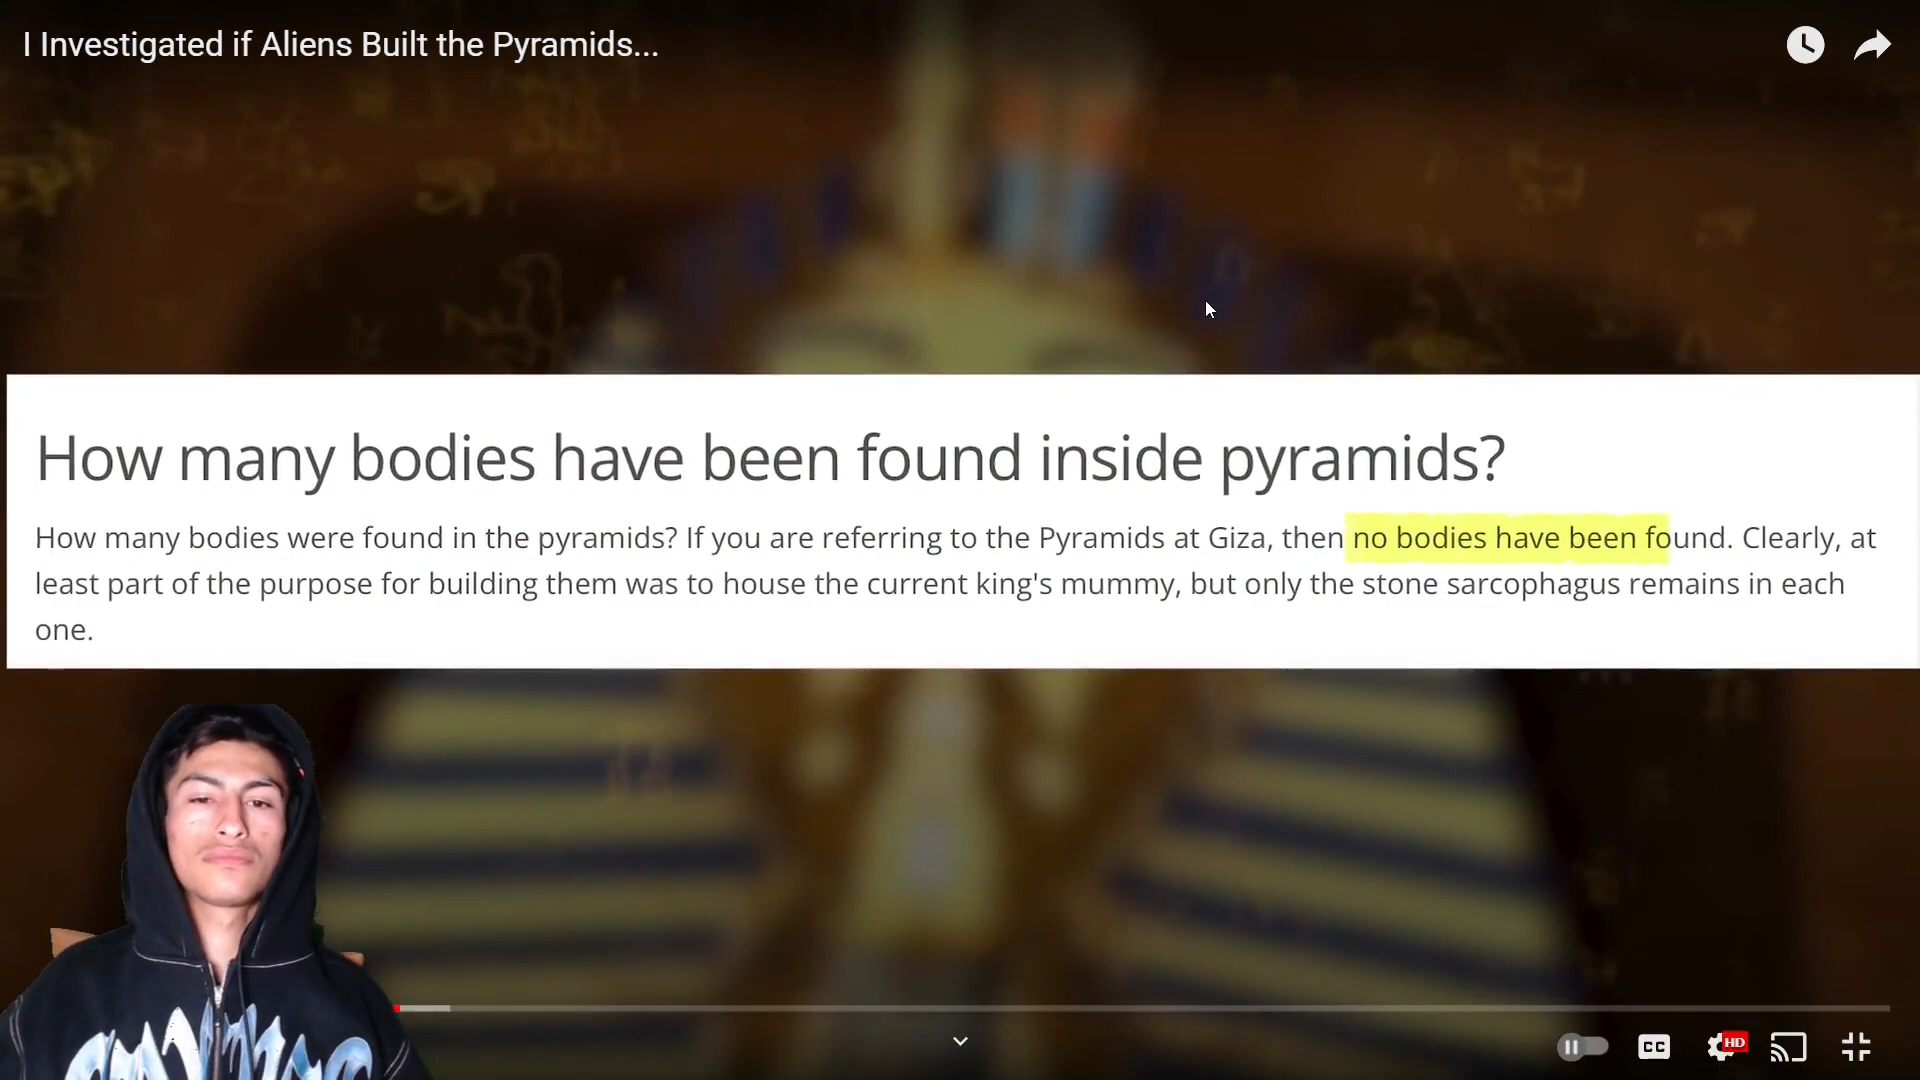 I Investigated if Aliens Built the Pyramids...
How many bodies have been found inside pyramids?
How many bodies were found in the pyramids? If you are referring to the Pyramids at Giza, then no bodies have been found. Clearly, at
least part of the purpose for building them was to house the current king's mummy, but only the stone sarcophagus remains in each
one.
CC
HD